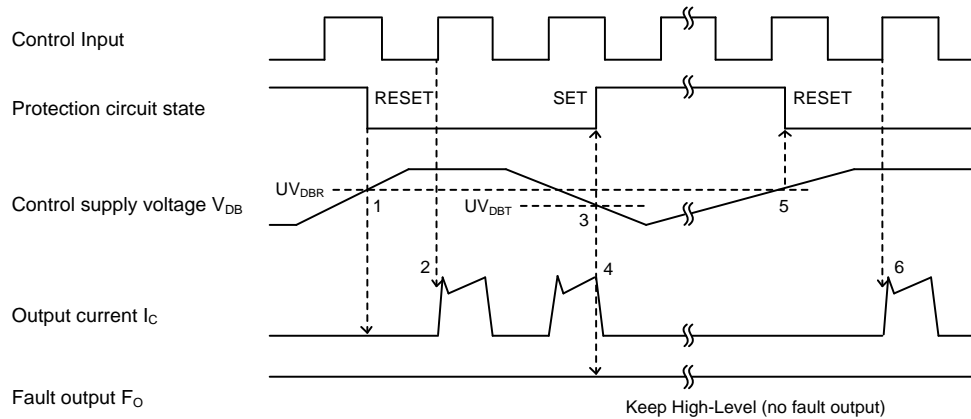 Control Input
Protection circuit state
RESET
SET
RESET
Control supply voltage VDB
UVDBR
UVDBT
1
3
5
2
4
6
Output current IC
Fault output FO
Keep High-Level (no fault output)